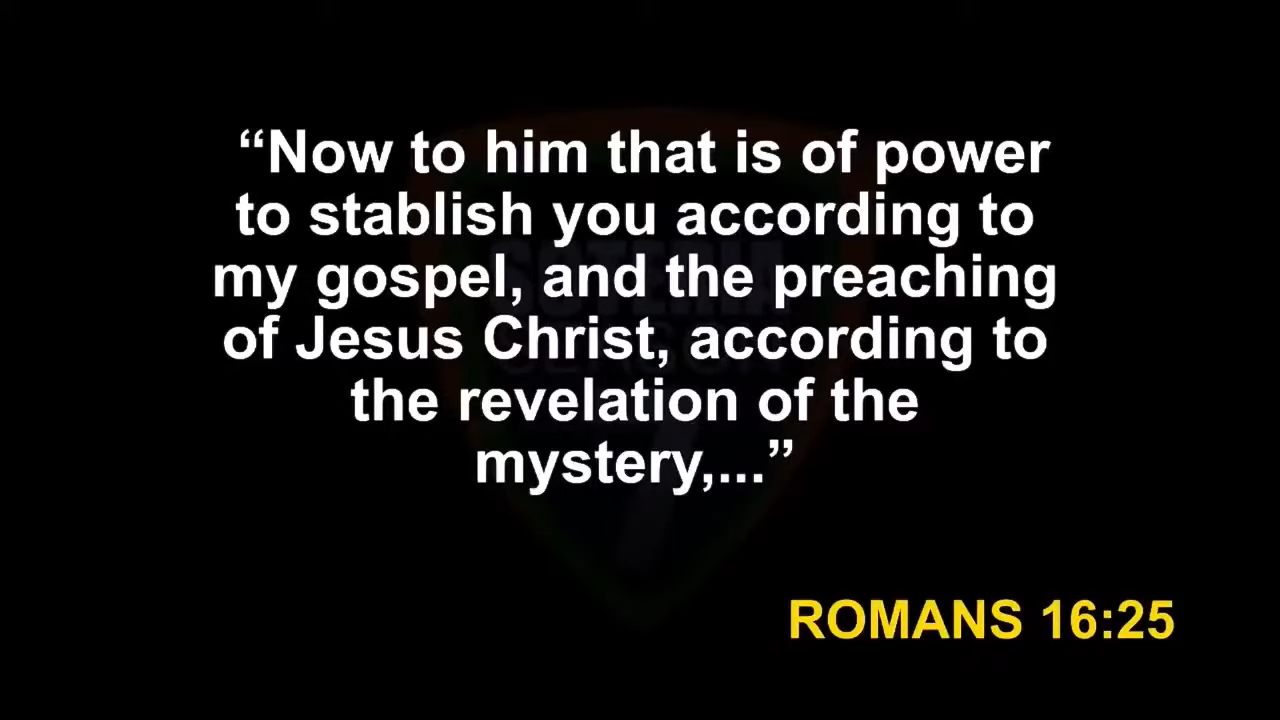 “Now to him that is of power
to stablish you according to
my gospel, and the preaching
of Jesus Christ, according to
the revelation of the
mystery,...”
ROMANS 16:25